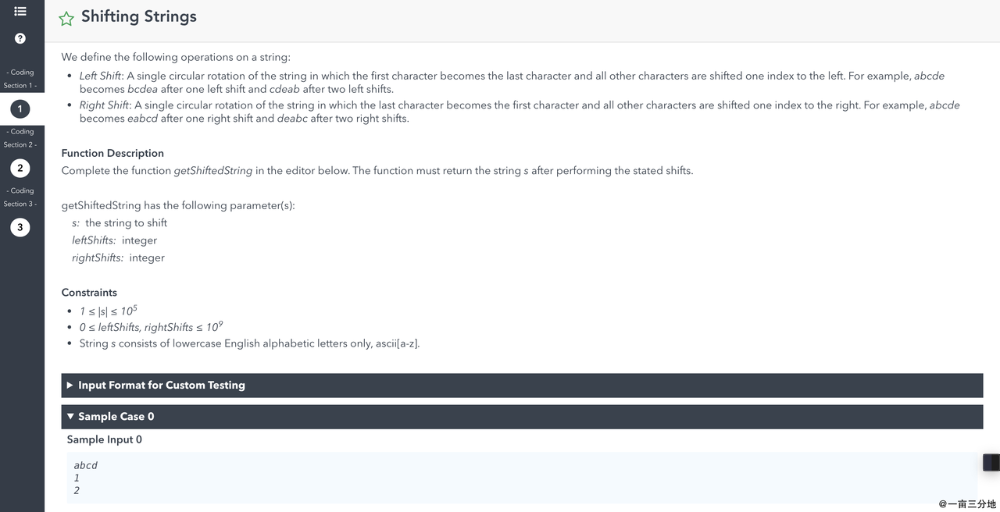 Shifting Strings
We define the following operations on a string:
- Coding
Section 1 -
• Left Shift: A single circular rotation of the string in which the first character becomes the last character and all other characters are shifted one index to the left. For example, abcde
becomes bcdea after one left shift and cdeab after two left shifts.
1
• Right Shift: A single circular rotation of the string in which the last character becomes the first character and all other characters are shifted one index to the right. For example, abcde
becomes eabcd after one right shift and deabc after two right shifts.
- Coding
Section 2 -
2
- Coding
Section 3 -
3
Function Description
Complete the function getShiftedString in the editor below. The function must return the string s after performing the stated shifts.
getShiftedString has the following parameter(s):
s: the string to shift
leftShifts: integer
rightShifts: integer
Constraints
• 1 ≤ |s| ≤ 10⁵
• 0 ≤ leftShifts, rightShifts ≤ 10⁹
• String s consists of lowercase English alphabetic letters only, ascii[a-z].
▶ Input Format for Custom Testing
▼ Sample Case 0
Sample Input 0
abcd
1
2
@一亩三分地